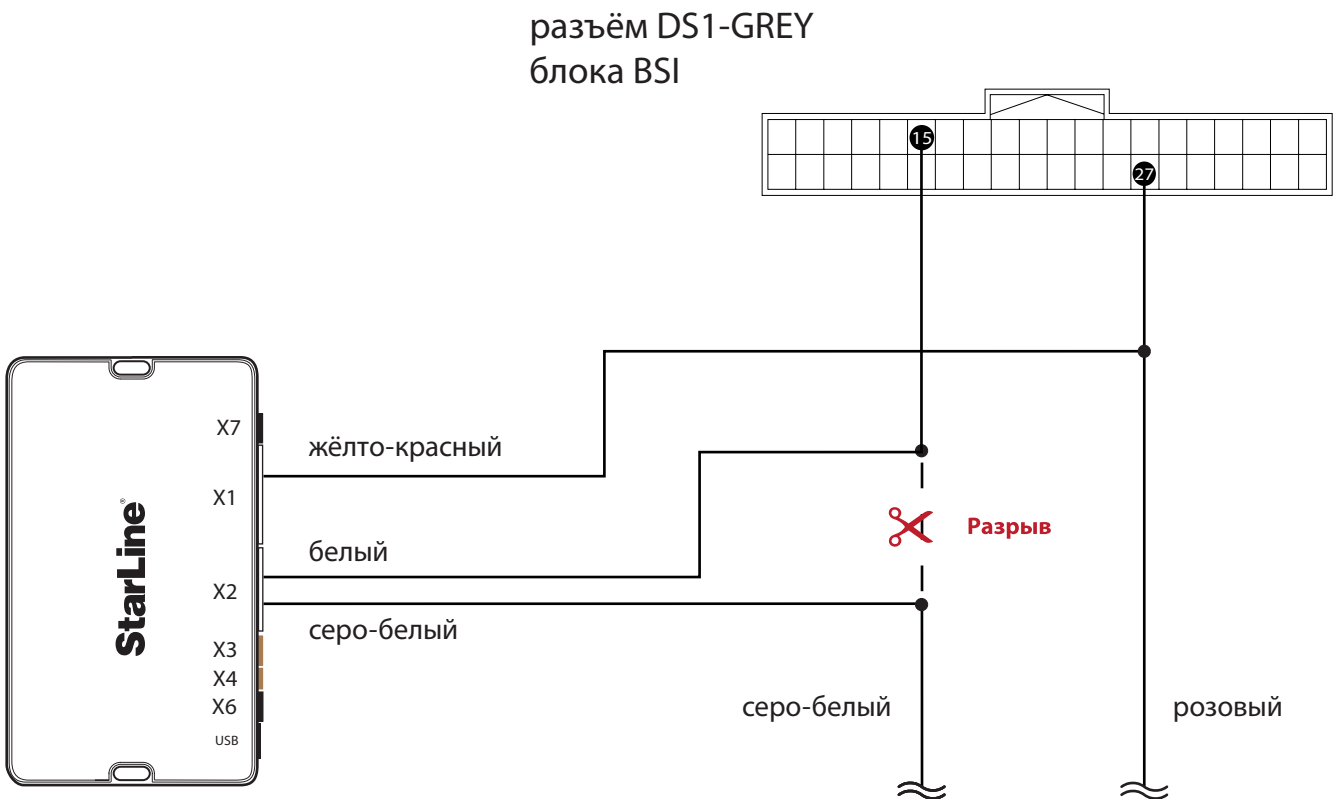 разъём DS1-GREY
блока BSI
15
27
X7
жёлто-красный
X1
StarLine®
Разрыв
белый
X2
серо-белый
X3
X4
X6
серо-белый
розовый
USB